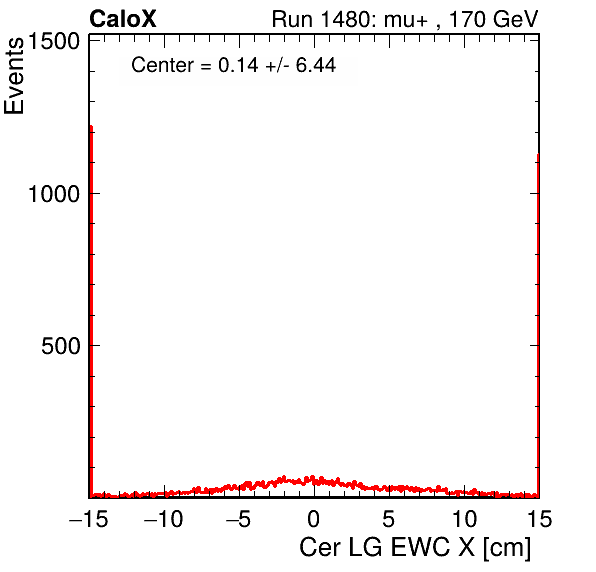 CaloX Run 1480: mu+ , 170 GeV
Events
Center = 0.14 +/- 6.44
1500
1000
500
−15 −10 −5 0 5 10 15
Cer LG EWC X [cm]